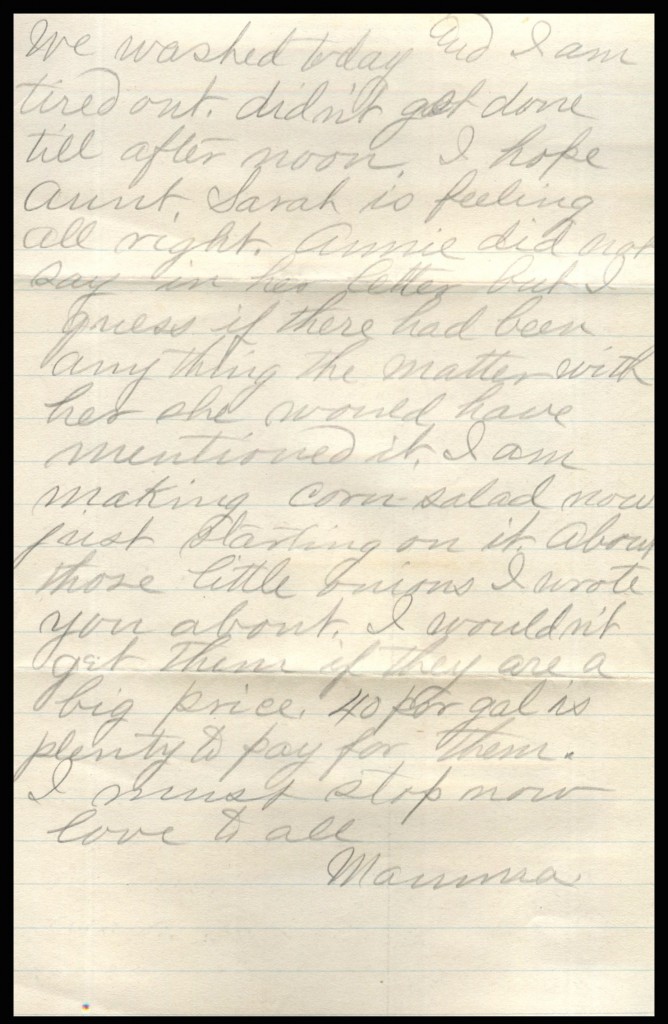 We washed today and I am
tired out. didn't get done
till after noon. I hope
Aunt Sarah is feeling
all right. Annie did not
say in her letter but I
guess if there had been
any thing the matter with
her she would have
mentioned it. I am
making corn-salad now
just starting on it. About
those little onions I wrote
you about. I wouldn't
get them if they are a
big price. 40 per gal is
plenty to pay for them.
I must stop now
love to all
Mamma